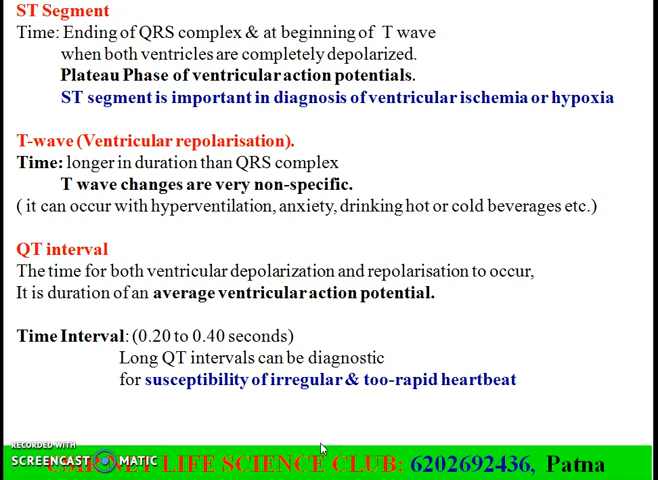 ST Segment
Time: Ending of QRS complex & at beginning of T wave
when both ventricles are completely depolarized.
Plateau Phase of ventricular action potentials.
ST segment is important in diagnosis of ventricular ischemia or hypoxia
T-wave (Ventricular repolarisation).
Time: longer in duration than QRS complex
T wave changes are very non-specific.
( it can occur with hyperventilation, anxiety, drinking hot or cold beverages etc.)
QT interval
The time for both ventricular depolarization and repolarisation to occur,
It is duration of an average ventricular action potential.
Time Interval: (0.20 to 0.40 seconds)
Long QT intervals can be diagnostic
for susceptibility of irregular & too-rapid heartbeat
RECORDED WITH
SCREENCAST MATIC
LIFE SCIENCE CLUB: 6202692436, Patna